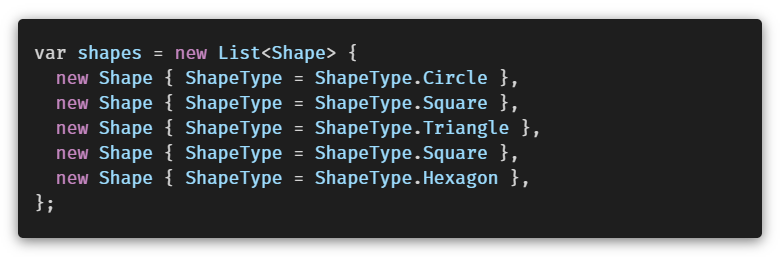 var shapes = new List<Shape> {
  new Shape { ShapeType = ShapeType.Circle },
  new Shape { ShapeType = ShapeType.Square },
  new Shape { ShapeType = ShapeType.Triangle },
  new Shape { ShapeType = ShapeType.Square },
  new Shape { ShapeType = ShapeType.Hexagon },
};